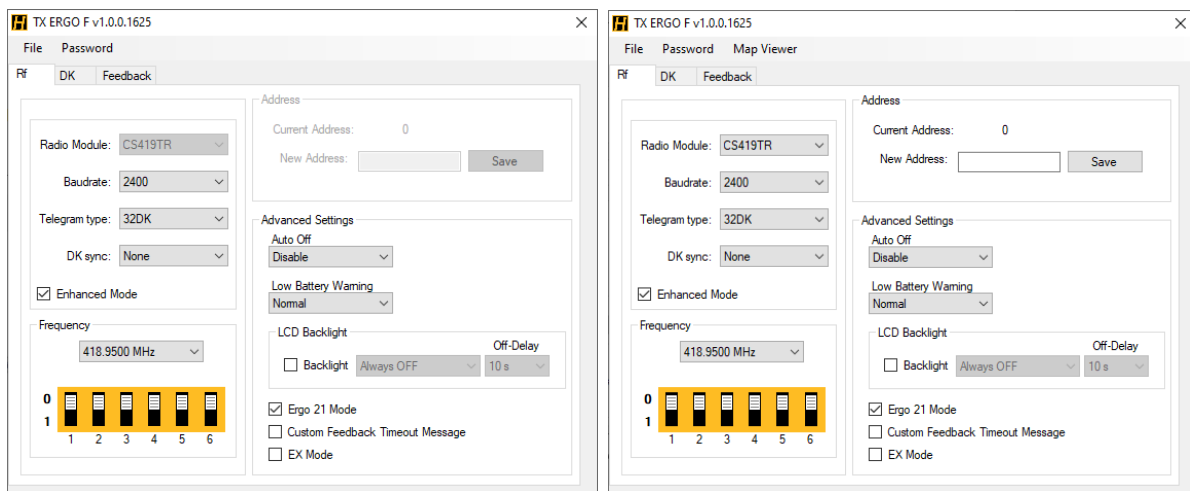 TX ERGO F v1.0.0.1625
File Password
Rf DK Feedback
Radio Module: CS419TR
Baudrate: 2400
Telegram type: 32DK
DK sync: None
Enhanced Mode
Frequency
418.9500 MHz
0
1
1 2 3 4 5 6
Address
Current Address: 0
New Address: Save
Advanced Settings
Auto Off
Disable
Low Battery Warning
Normal
LCD Backlight
Off-Delay
Backlight Always OFF 10 s
Ergo 21 Mode
Custom Feedback Timeout Message
EX Mode
TX ERGO F v1.0.0.1625
File Password Map Viewer
Rf DK Feedback
Radio Module: CS419TR
Baudrate: 2400
Telegram type: 32DK
DK sync: None
Enhanced Mode
Frequency
418.9500 MHz
0
1
1 2 3 4 5 6
Address
Current Address: 0
New Address: Save
Advanced Settings
Auto Off
Disable
Low Battery Warning
Normal
LCD Backlight
Off-Delay
Backlight Always OFF 10 s
Ergo 21 Mode
Custom Feedback Timeout Message
EX Mode